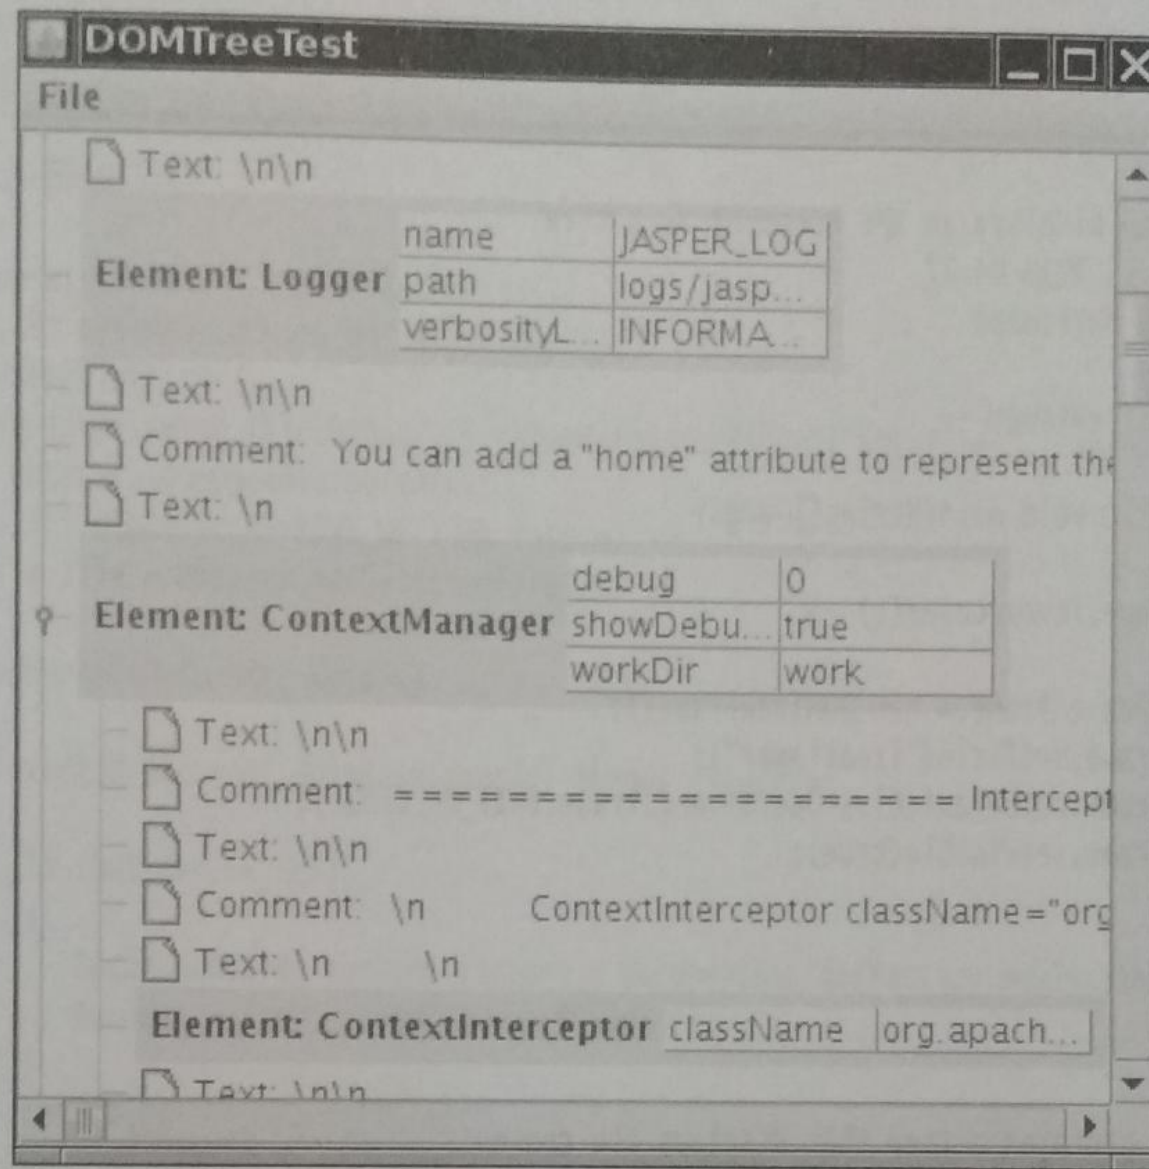 DOMTreeTest
File
Text: \n\n
Element: Logger
name JASPER_LOG
path logs/jasp...
verbosityL... INFORMA...
Text: \n\n
Comment: You can add a "home" attribute to represent the
Text: \n
Element: ContextManager
debug 0
showDebu... true
workDir work
Text: \n\n
Comment: = = = = = = = = = = = = = = = = = = = = Intercept
Text: \n\n
Comment: \n ContextInterceptor className="org
Text: \n \n
Element: ContextInterceptor className org.apach...
Text: \n\n